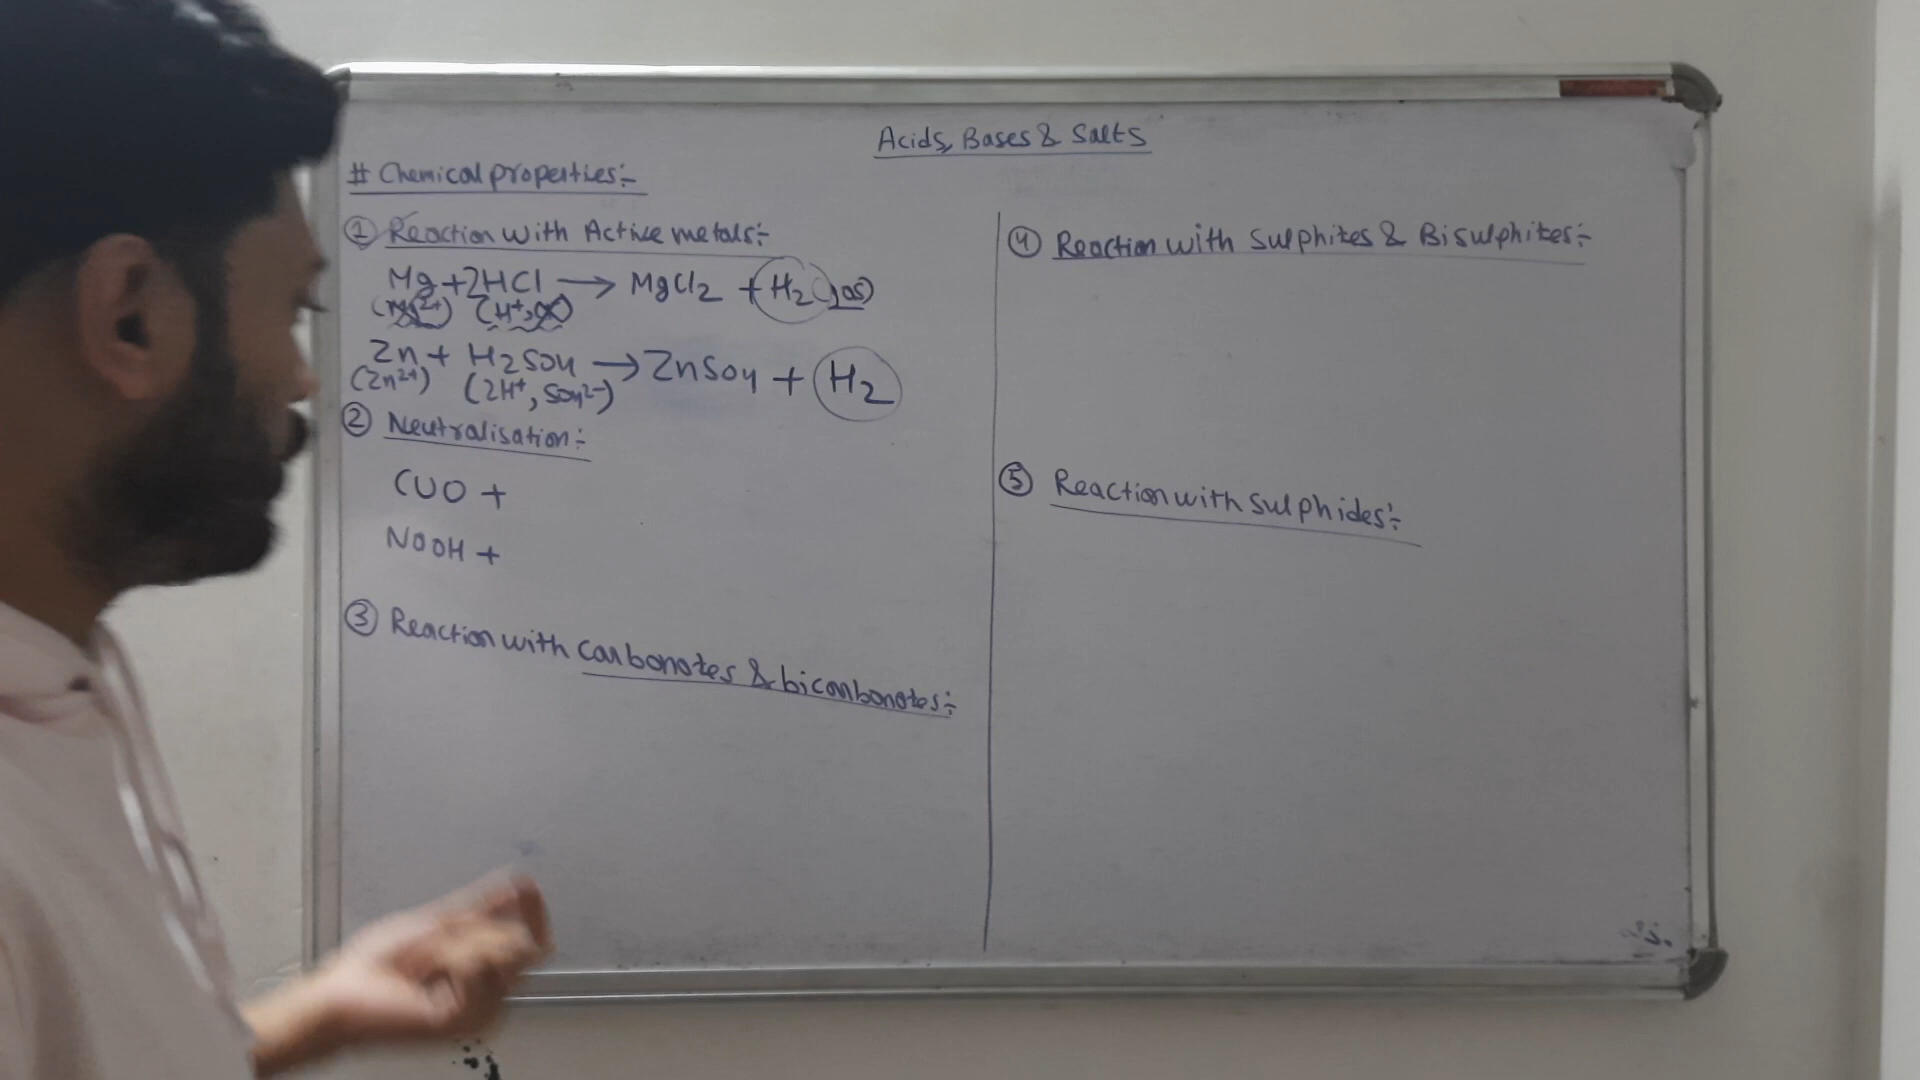 Acids, Bases & Salts
# Chemical properties:-
① Reaction with Active metals:-
Mg + 2HCl → MgCl2 + H2 (gas)
(Mg2+) (H+, Cl-)
Zn + H2SO4 → ZnSO4 + H2
(Zn2+) (2H+, SO42-)
② Neutralisation:-
CuO +
NaOH +
③ Reaction with carbonates & bicarbonates:-
④ Reaction with Sulphites & Bisulphites:-
⑤ Reaction with sulphides:-